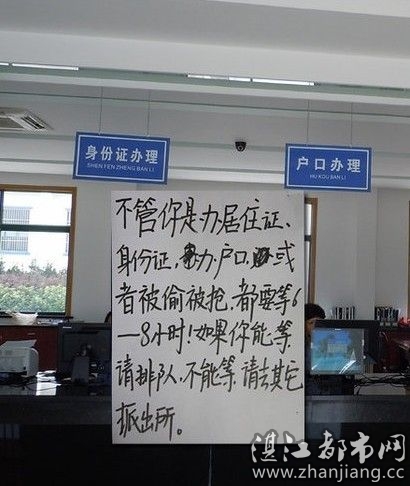 身份证办理
SHEN FEN ZHENG BAN LI
户口办理
HU KOU BAN LI
不管你是办居住证、
身份证，办户口，或
者被偷被抢，都要等6
—8小时！如果你能等，
请排队，不能等，请去其它
派出所。
湛江都市网
www.zhanjiang.cc